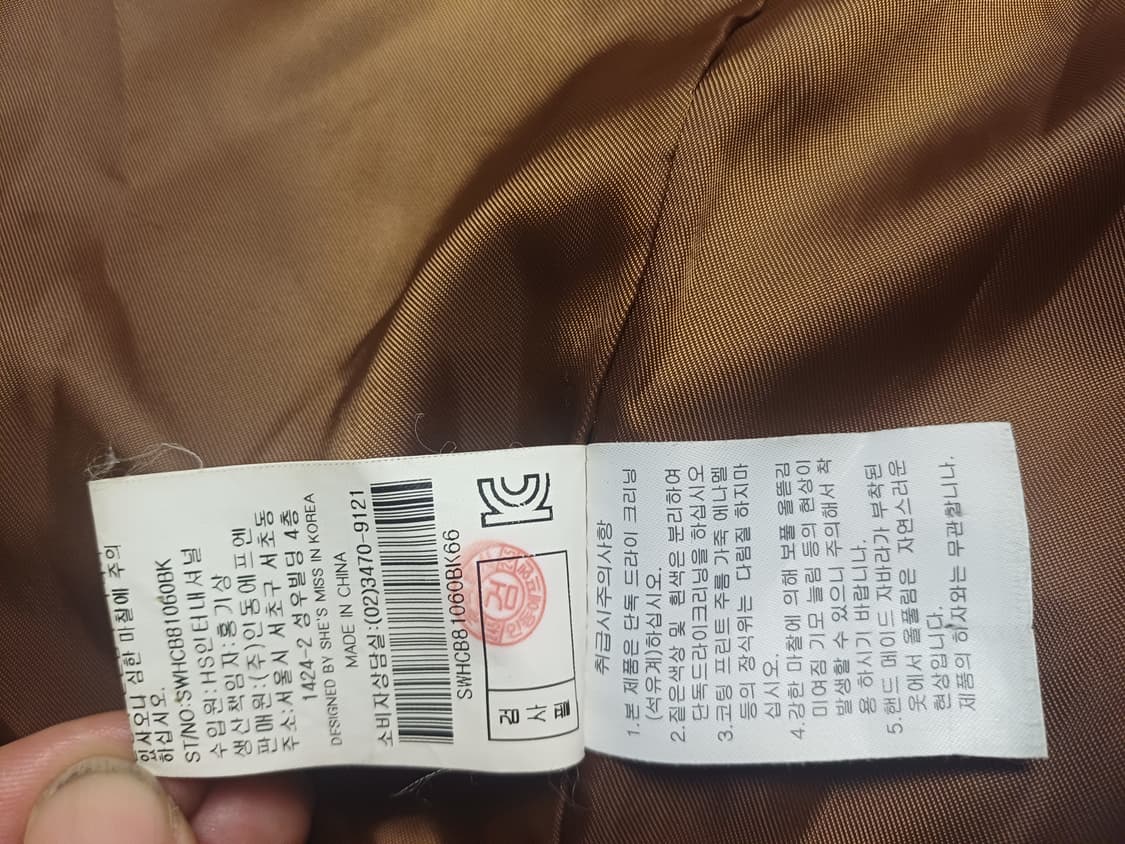 있사오니 심한 마찰에 주의
하십시오.
ST/NO:SWHCB81060BK
수입원:HS인터내셔널
생산책임자:홍기상
판매원:(주)인동에프엔
주소:서울시 서초구 서초동
1424-2 성우빌딩 4층
DESIGNED BY SHE'S MISS IN KOREA
MADE IN CHINA
소비자상담실:(02)3470-9121
SWHCB81060BK66
검
사
필
검
취급시주의사항
1.본 제품은 단독 드라이 크리닝
(석유계)하십시오.
2.짙은색상 및 흰색은 분리하여
단독드라이크리닝을 하십시오
3.코팅 프린트 주름 가죽 에나멜
등의 장식위는 다림질 하지마
십시오.
4.강한 마찰에 의해 보풀 올뜯김
미여짐 기모 눌림 등의 현상이
발생할 수 있으니 주의해서 착
용 하시기 바랍니다.
5.핸드 메이드 자바라가 부착된
옷에서 올풀림은 자연스러운
현상입니다.
제품의 하자와는 무관합니다.